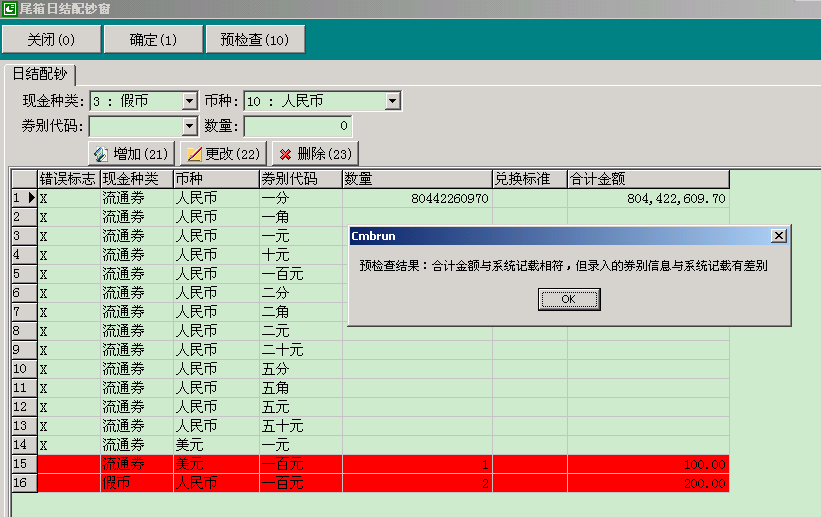 尾箱日结配钞窗
关闭(0) 确定(1) 预检查(10)
日结配钞
现金种类: 3 : 假币 币种: 10 : 人民币
券别代码: 数量: 0
增加(21) 更改(22) 删除(23)
错误标志 现金种类 币种 券别代码 数量 兑换标准 合计金额
1 X 流通券 人民币 一分 80442260970 804,422,609.70
2 X 流通券 人民币 一角
3 X 流通券 人民币 一元
4 X 流通券 人民币 十元
5 X 流通券 人民币 一百元
6 X 流通券 人民币 二分
7 X 流通券 人民币 二角
8 X 流通券 人民币 二元
9 X 流通券 人民币 二十元
10 X 流通券 人民币 五分
11 X 流通券 人民币 五角
12 X 流通券 人民币 五元
13 X 流通券 人民币 五十元
14 X 流通券 美元 一元
15 流通券 美元 一百元 1 100.00
16 假币 人民币 一百元 2 200.00
Cmbrun
预检查结果：合计金额与系统记载相符，但录入的券别信息与系统记载有差别
OK